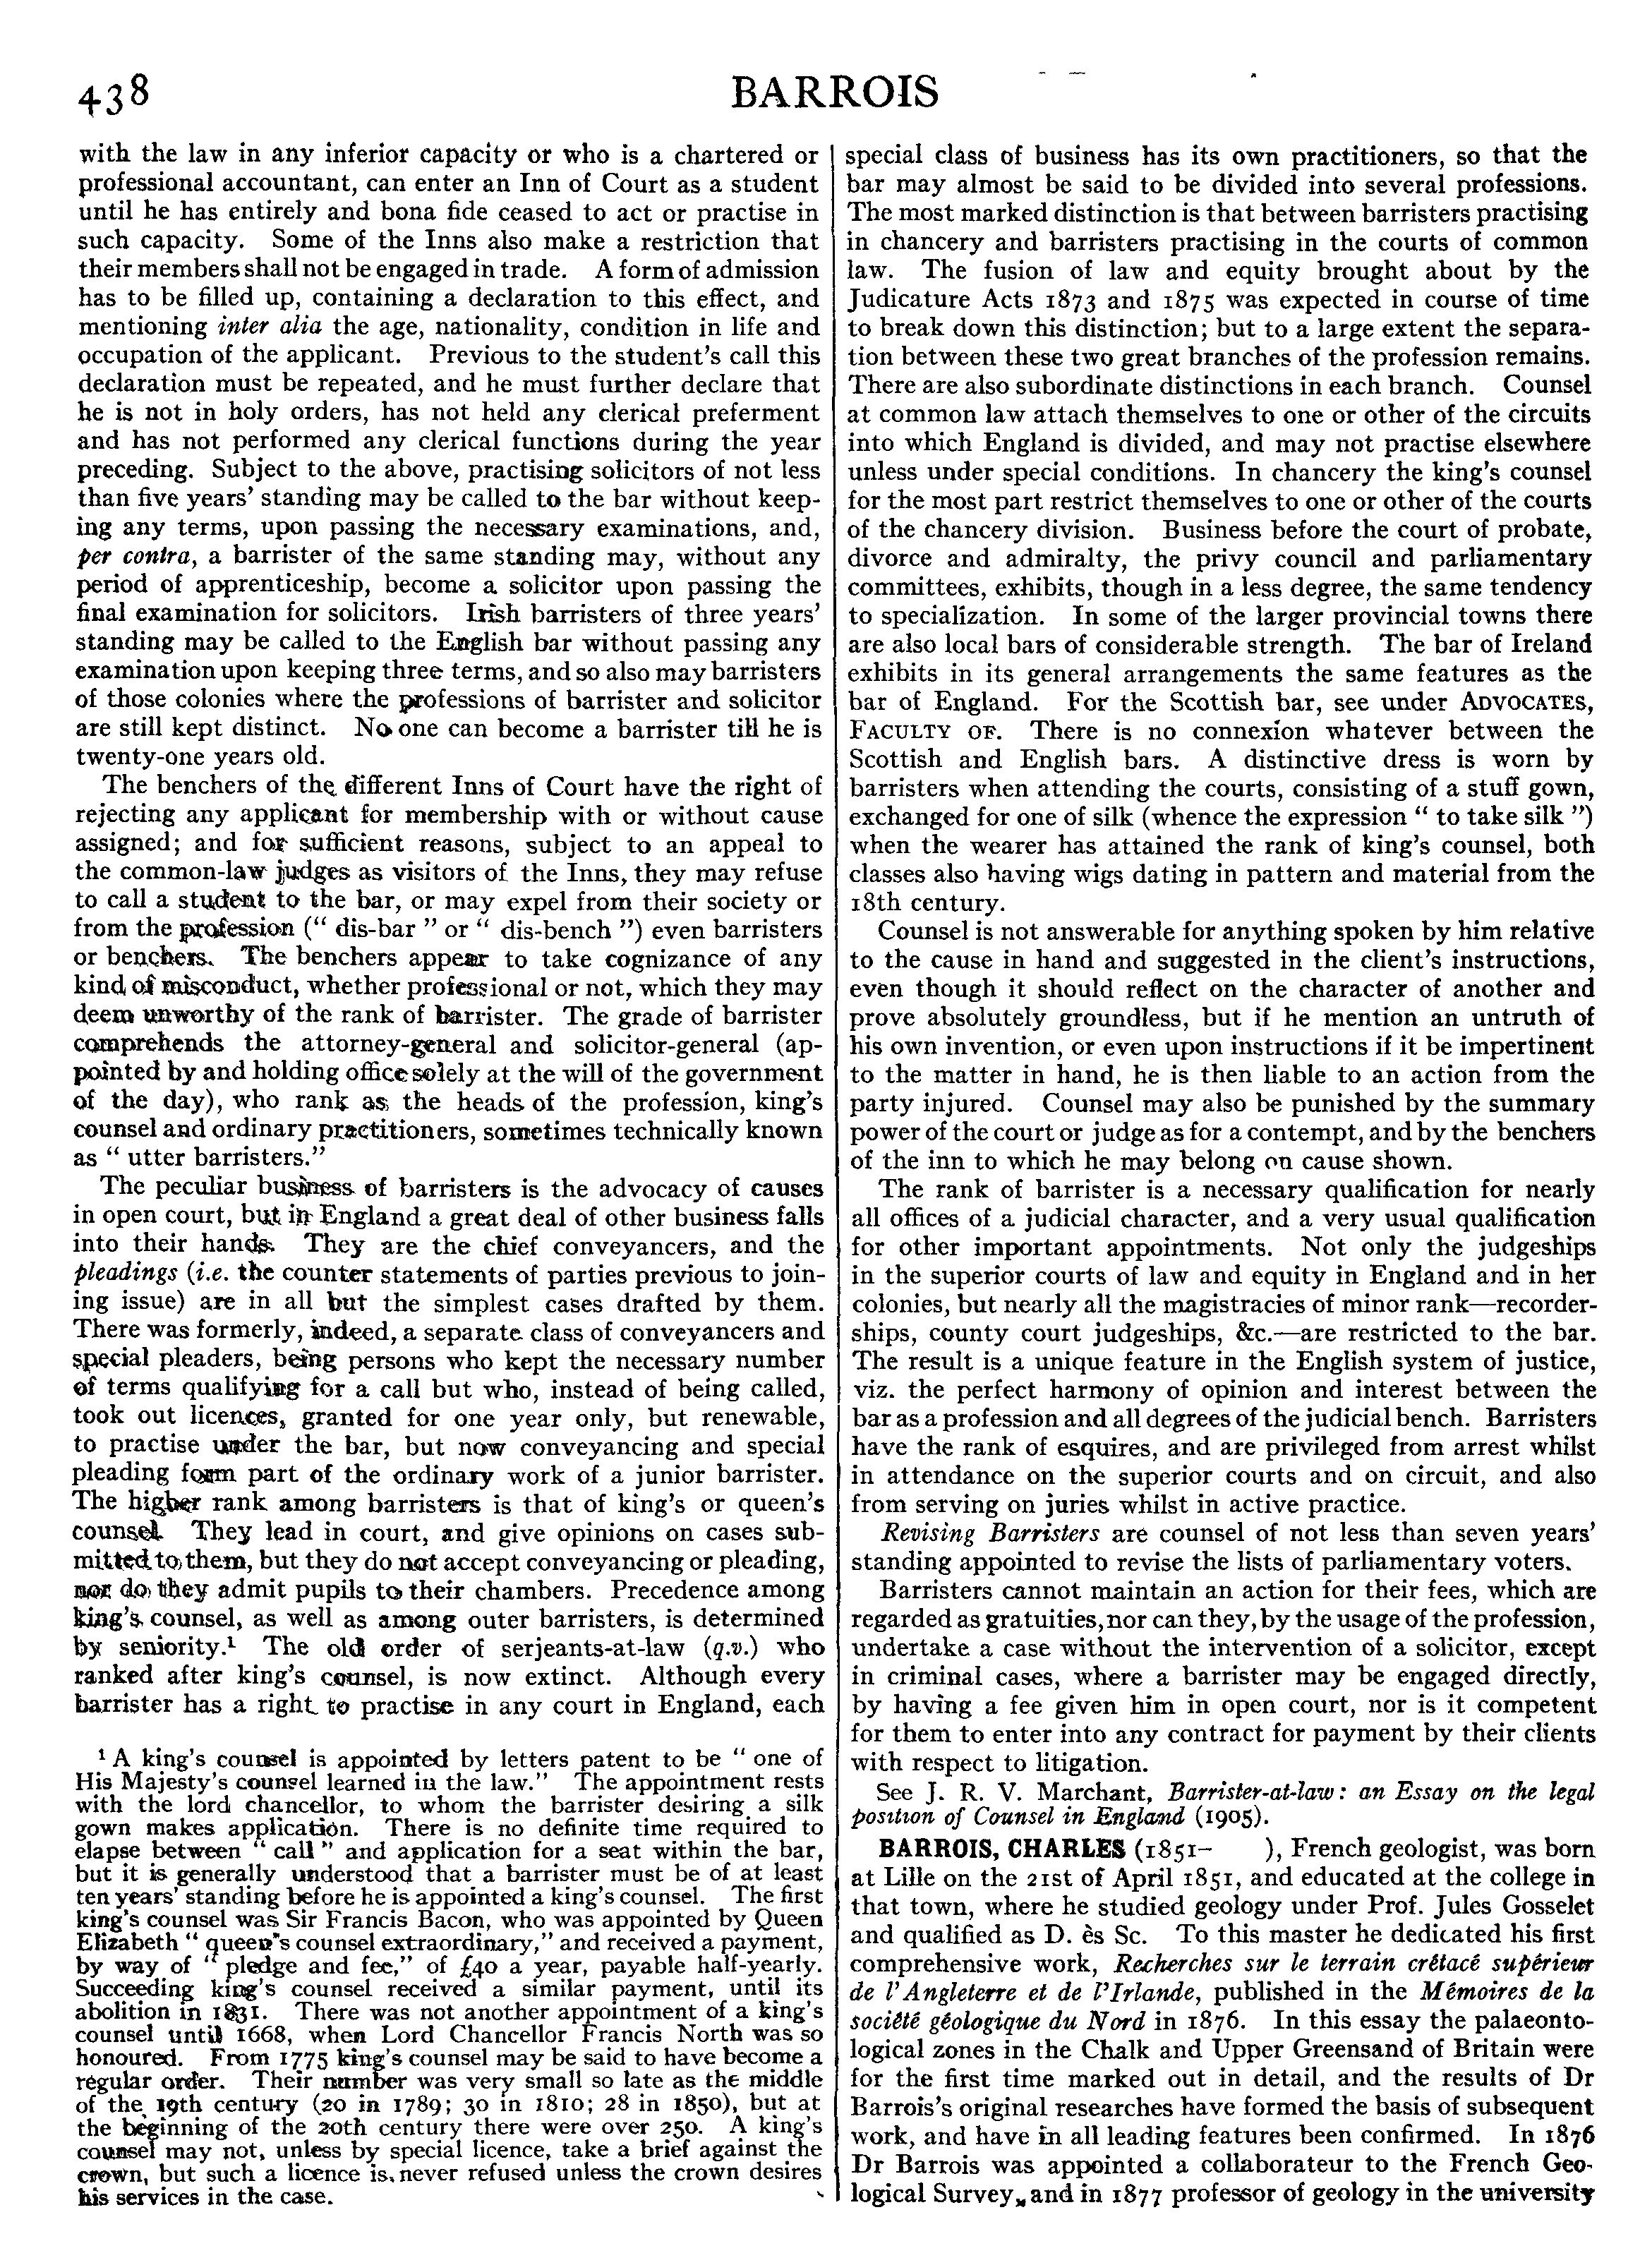 438
BARROIS
with the law in any inferior capacity or who is a chartered or
professional accountant, can enter an Inn of Court as a student
until he has entirely and bona fide ceased to act or practise in
such capacity. Some of the Inns also make a restriction that
their members shall not be engaged in trade. A form of admission
has to be filled up, containing a declaration to this effect, and
mentioning inter alia the age, nationality, condition in life and
occupation of the applicant. Previous to the student's call this
declaration must be repeated, and he must further declare that
he is not in holy orders, has not held any clerical preferment
and has not performed any clerical functions during the year
preceding. Subject to the above, practising solicitors of not less
than five years' standing may be called to the bar without keep-
ing any terms, upon passing the necessary examinations, and,
per contra, a barrister of the same standing may, without any
period of apprenticeship, become a solicitor upon passing the
final examination for solicitors. Irish barristers of three years'
standing may be called to the English bar without passing any
examination upon keeping three terms, and so also may barristers
of those colonies where the professions of barrister and solicitor
are still kept distinct. No one can become a barrister till he is
twenty-one years old.
The benchers of the different Inns of Court have the right of
rejecting any applicant for membership with or without cause
assigned; and for sufficient reasons, subject to an appeal to
the common-law judges as visitors of the Inns, they may refuse
to call a student to the bar, or may expel from their society or
from the profession (" dis-bar " or " dis-bench ") even barristers
or benchers. The benchers appear to take cognizance of any
kind of misconduct, whether professional or not, which they may
deem unworthy of the rank of barrister. The grade of barrister
comprehends the attorney-general and solicitor-general (ap-
pointed by and holding office solely at the will of the government
of the day), who rank as the heads of the profession, king's
counsel and ordinary practitioners, sometimes technically known
as " utter barristers."
The peculiar business of barristers is the advocacy of causes
in open court, but in England a great deal of other business falls
into their hands. They are the chief conveyancers, and the
pleadings (i.e. the counter statements of parties previous to join-
ing issue) are in all but the simplest cases drafted by them.
There was formerly, indeed, a separate class of conveyancers and
special pleaders, being persons who kept the necessary number
of terms qualifying for a call but who, instead of being called,
took out licences, granted for one year only, but renewable,
to practise under the bar, but now conveyancing and special
pleading form part of the ordinary work of a junior barrister.
The higher rank among barristers is that of king's or queen's
counsel. They lead in court, and give opinions on cases sub-
mitted to them, but they do not accept conveyancing or pleading,
nor do they admit pupils to their chambers. Precedence among
king's counsel, as well as among outer barristers, is determined
by seniority.¹ The old order of serjeants-at-law (q.v.) who
ranked after king's counsel, is now extinct. Although every
barrister has a right to practise in any court in England, each
¹ A king's counsel is appointed by letters patent to be " one of
His Majesty's counsel learned in the law." The appointment rests
with the lord chancellor, to whom the barrister desiring a silk
gown makes application. There is no definite time required to
elapse between " call " and application for a seat within the bar,
but it is generally understood that a barrister must be of at least
ten years' standing before he is appointed a king's counsel. The first
king's counsel was Sir Francis Bacon, who was appointed by Queen
Elizabeth " queen's counsel extraordinary," and received a payment,
by way of " pledge and fee," of £40 a year, payable half-yearly.
Succeeding king's counsel received a similar payment, until its
abolition in 1831. There was not another appointment of a king's
counsel until 1668, when Lord Chancellor Francis North was so
honoured. From 1775 king's counsel may be said to have become a
regular order. Their number was very small so late as the middle
of the 19th century (20 in 1789; 30 in 1810; 28 in 1850), but at
the beginning of the 20th century there were over 250. A king's
counsel may not, unless by special licence, take a brief against the
crown, but such a licence is never refused unless the crown desires
his services in the case.
special class of business has its own practitioners, so that the
bar may almost be said to be divided into several professions.
The most marked distinction is that between barristers practising
in chancery and barristers practising in the courts of common
law. The fusion of law and equity brought about by the
Judicature Acts 1873 and 1875 was expected in course of time
to break down this distinction; but to a large extent the separa-
tion between these two great branches of the profession remains.
There are also subordinate distinctions in each branch. Counsel
at common law attach themselves to one or other of the circuits
into which England is divided, and may not practise elsewhere
unless under special conditions. In chancery the king's counsel
for the most part restrict themselves to one or other of the courts
of the chancery division. Business before the court of probate,
divorce and admiralty, the privy council and parliamentary
committees, exhibits, though in a less degree, the same tendency
to specialization. In some of the larger provincial towns there
are also local bars of considerable strength. The bar of Ireland
exhibits in its general arrangements the same features as the
bar of England. For the Scottish bar, see under ADVOCATES,
FACULTY OF. There is no connexion whatever between the
Scottish and English bars. A distinctive dress is worn by
barristers when attending the courts, consisting of a stuff gown,
exchanged for one of silk (whence the expression " to take silk ")
when the wearer has attained the rank of king's counsel, both
classes also having wigs dating in pattern and material from the
18th century.
Counsel is not answerable for anything spoken by him relative
to the cause in hand and suggested in the client's instructions,
even though it should reflect on the character of another and
prove absolutely groundless, but if he mention an untruth of
his own invention, or even upon instructions if it be impertinent
to the matter in hand, he is then liable to an action from the
party injured. Counsel may also be punished by the summary
power of the court or judge as for a contempt, and by the benchers
of the inn to which he may belong on cause shown.
The rank of barrister is a necessary qualification for nearly
all offices of a judicial character, and a very usual qualification
for other important appointments. Not only the judgeships
in the superior courts of law and equity in England and in her
colonies, but nearly all the magistracies of minor rank—recorder-
ships, county court judgeships, &c.—are restricted to the bar.
The result is a unique feature in the English system of justice,
viz. the perfect harmony of opinion and interest between the
bar as a profession and all degrees of the judicial bench. Barristers
have the rank of esquires, and are privileged from arrest whilst
in attendance on the superior courts and on circuit, and also
from serving on juries whilst in active practice.
Revising Barristers are counsel of not less than seven years'
standing appointed to revise the lists of parliamentary voters.
Barristers cannot maintain an action for their fees, which are
regarded as gratuities, nor can they, by the usage of the profession,
undertake a case without the intervention of a solicitor, except
in criminal cases, where a barrister may be engaged directly,
by having a fee given him in open court, nor is it competent
for them to enter into any contract for payment by their clients
with respect to litigation.
See J. R. V. Marchant, Barrister-at-law: an Essay on the legal
position of Counsel in England (1905).
BARROIS, CHARLES (1851– ), French geologist, was born
at Lille on the 21st of April 1851, and educated at the college in
that town, where he studied geology under Prof. Jules Gosselet
and qualified as D. ès Sc. To this master he dedicated his first
comprehensive work, Recherches sur le terrain crétacé supérieur
de l'Angleterre et de l'Irlande, published in the Mémoires de la
société géologique du Nord in 1876. In this essay the palaeonto-
logical zones in the Chalk and Upper Greensand of Britain were
for the first time marked out in detail, and the results of Dr
Barrois's original researches have formed the basis of subsequent
work, and have in all leading features been confirmed. In 1876
Dr Barrois was appointed a collaborateur to the French Geo-
logical Survey, and in 1877 professor of geology in the university